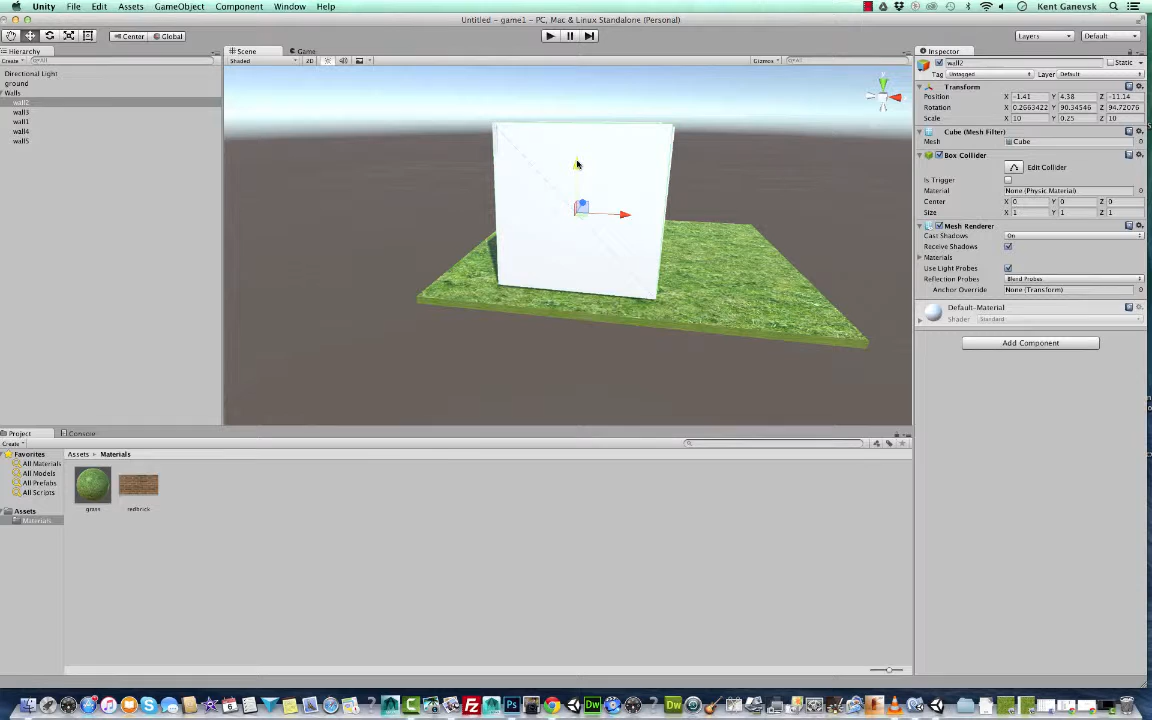 Unity File Edit Assets GameObject Component Window Help Kent Ganevsk
Untitled - game1 - PC, Mac & Linux Standalone (Personal)
Center Global Layers Default
Hierarchy Scene Game Inspector
Create All Shaded 2D Gizmos All
wall2 Static
Tag Untagged Layer Default
Directional Light
ground
Walls
wall2
wall3
wall1
wall4
wall5
y
x
Transform
Position X -1.41 Y 4.38 Z -11.14
Rotation X 0.2663422 Y 90.34546 Z 94.72076
Scale X 10 Y 0.25 Z 10
Cube (Mesh Filter)
Mesh Cube
Box Collider
Edit Collider
Is Trigger
Material None (Physic Material)
Center X 0 Y 0 Z 0
Size X 1 Y 1 Z 1
Mesh Renderer
Cast Shadows On
Receive Shadows
Materials
Use Light Probes
Reflection Probes Blend Probes
Anchor Override None (Transform)
Default-Material
Shader Standard
Add Component
Project Console
Create
Favorites
All Materials
All Models
All Prefabs
All Scripts
Assets
Materials
Assets Materials
grass redbrick